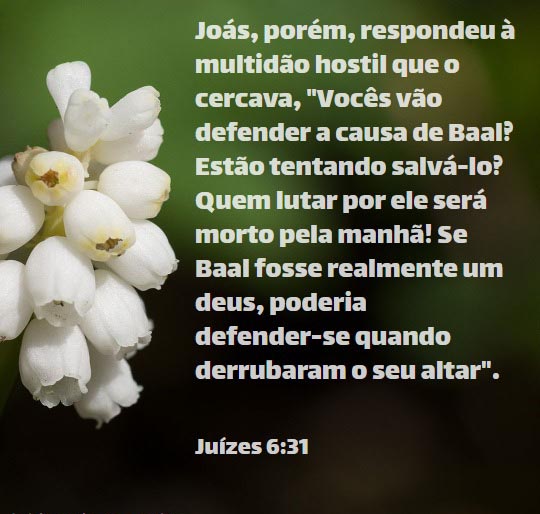 Joás, porém, respondeu à
multidão hostil que o
cercava, "Vocês vão
defender a causa de Baal?
Estão tentando salvá-lo?
Quem lutar por ele será
morto pela manhã! Se
Baal fosse realmente um
deus, poderia
defender-se quando
derrubaram o seu altar".
Juízes 6:31